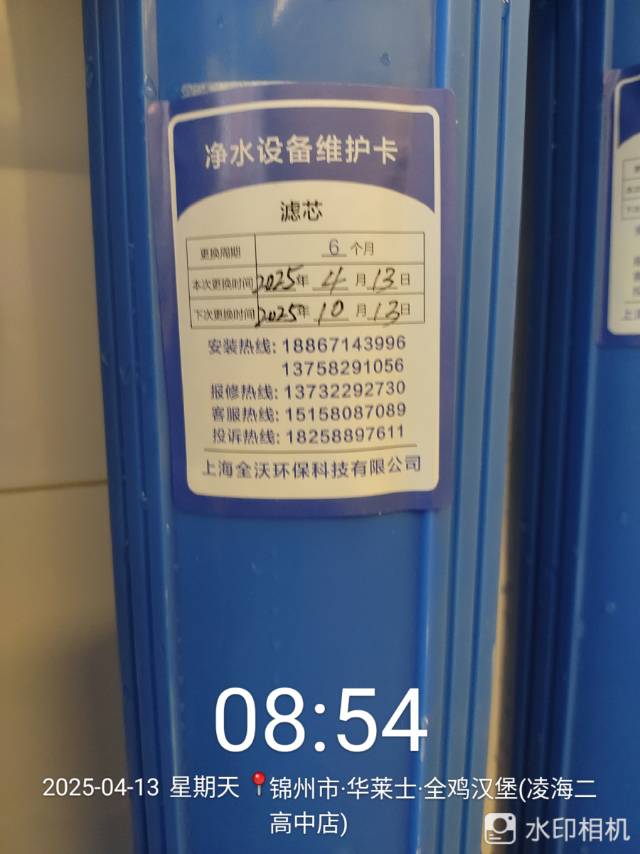 净水设备维护卡
滤芯
更换周期 6 个月
本次更换时间 2025年 4 月 13 日
下次更换时间 2025年 10 月 13 日
安装热线: 18867143996
13758291056
报修热线: 13732292730
客服热线: 15158087089
投诉热线: 18258897611
上海全沃环保科技有限公司
08:54
2025-04-13 星期天 锦州市·华莱士·全鸡汉堡(凌海二
高中店)
水印相机